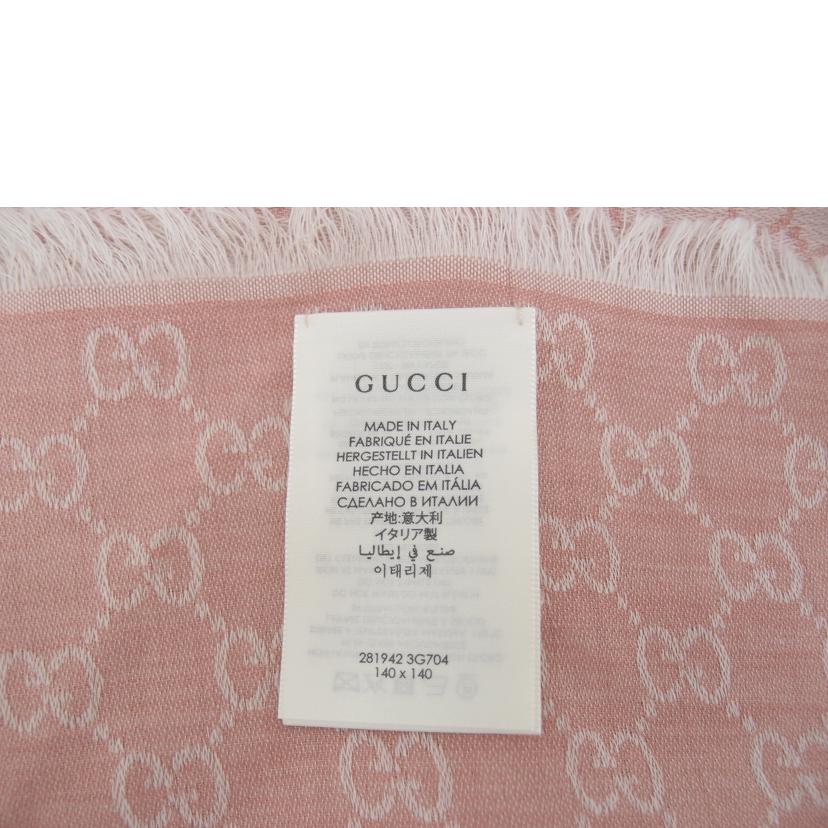 GUCCI
MADE IN ITALY
FABRIQUÉ EN ITALIE
HERGESTELLT IN ITALIEN
HECHO EN ITALIA
FABRICADO EM ITÁLIA
СДЕЛАНО В ИТАЛИИ
产地:意大利
イタリア製
صنع في إيطاليا
이태리제
281942 3G704
140 x 140